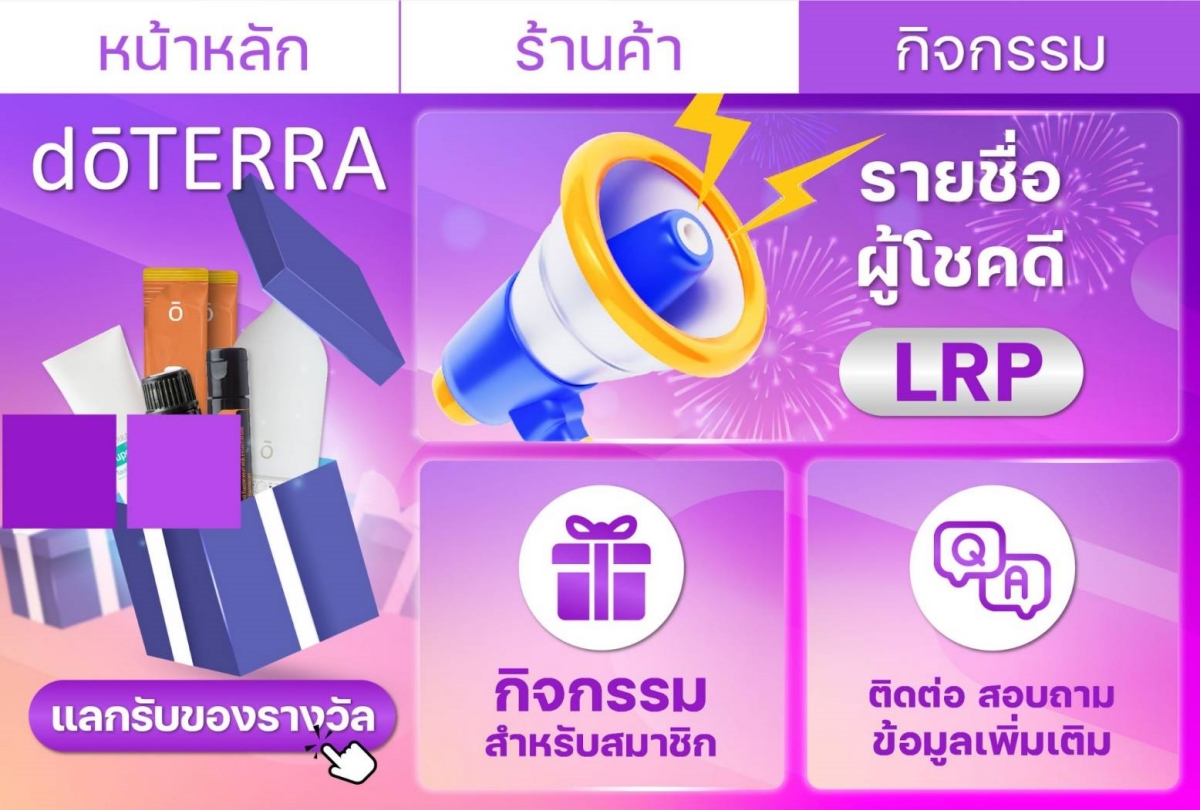 หน้าหลัก
ร้านค้า
กิจกรรม
dōTERRA
รายชื่อ
ผู้โชคดี
LRP
ō
ō
ō
แลกรับของรางวัล
กิจกรรม
สำหรับสมาชิก
Q
A
ติดต่อ สอบถาม
ข้อมูลเพิ่มเติม